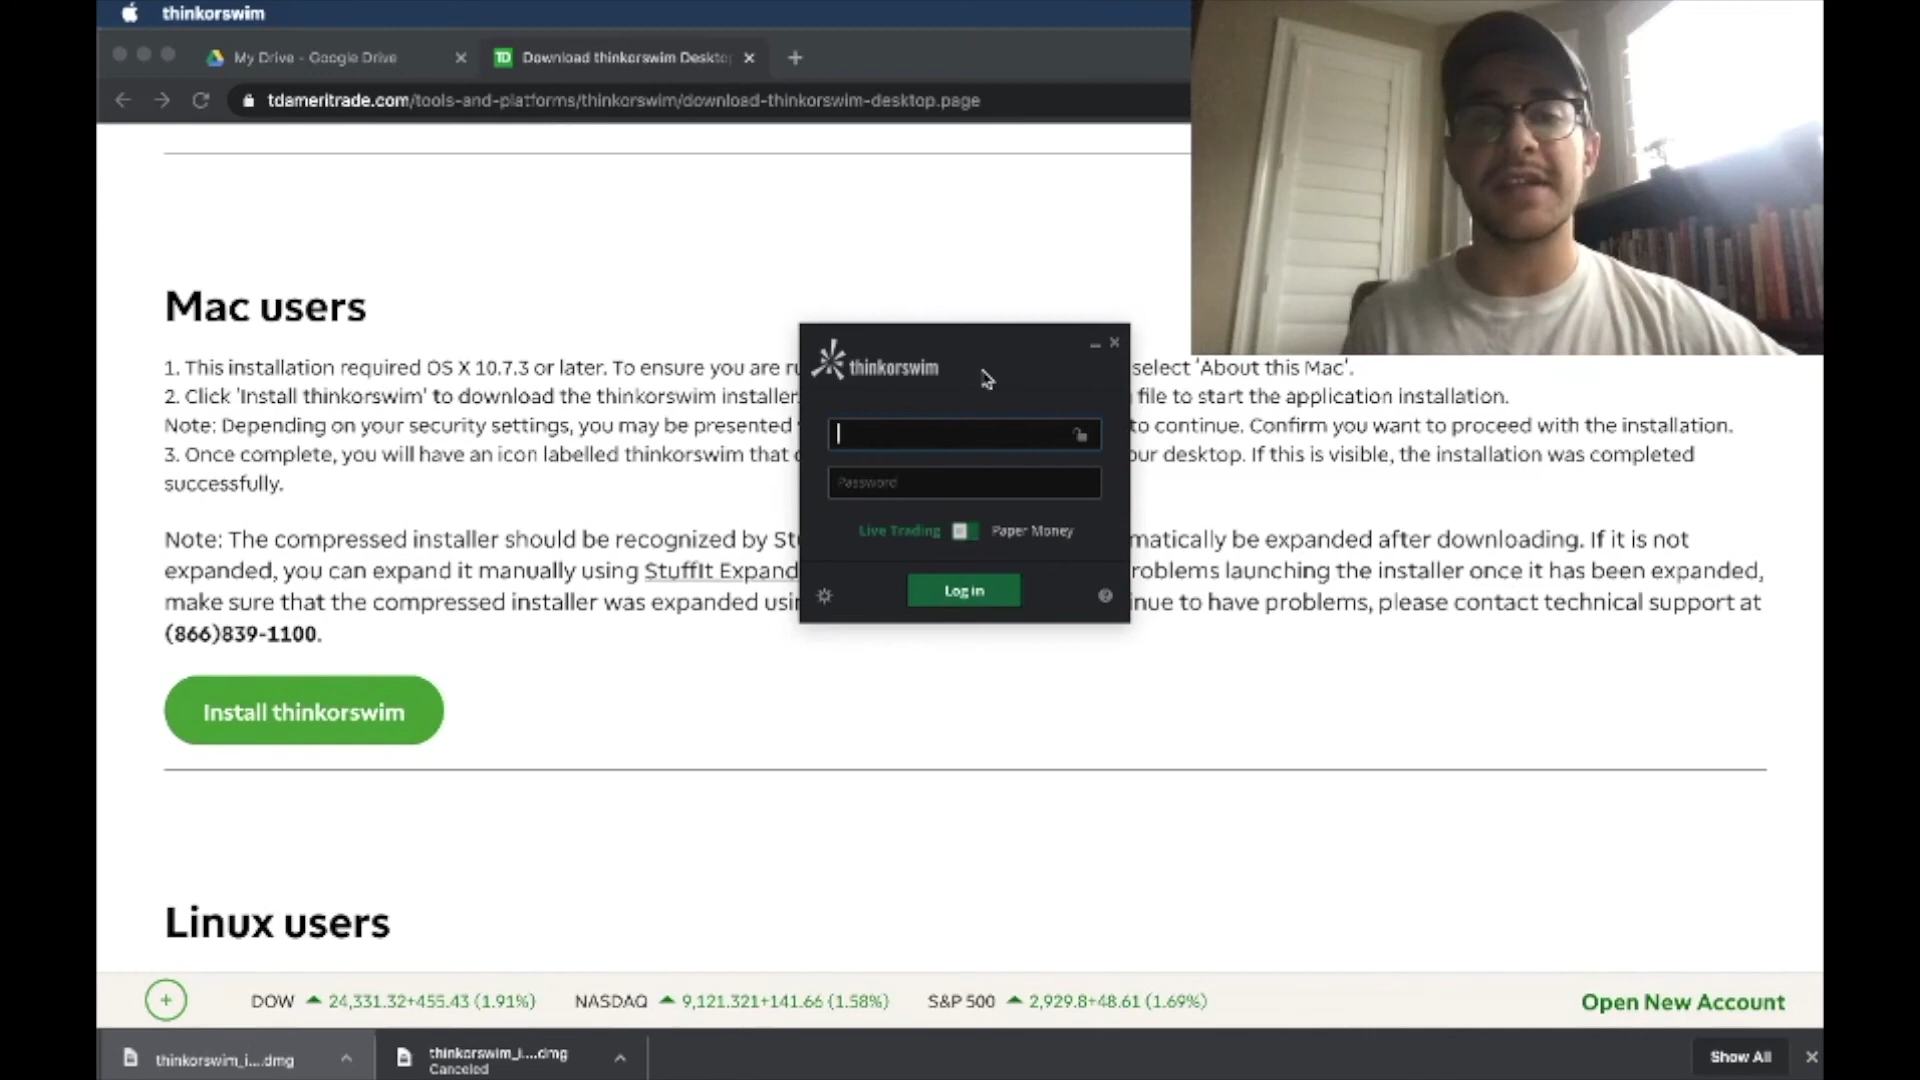 thinkorswim
My Drive - Google Drive
TD Download thinkorswim Deskto
tdameritrade.com/tools-and-platforms/thinkorswim/download-thinkorswim-desktop.page
Mac users
1. This installation required OS X 10.7.3 or later. To ensure you are ru select 'About this Mac'.
2. Click 'Install thinkorswim' to download the thinkorswim installer. file to start the application installation.
Note: Depending on your security settings, you may be presented to continue. Confirm you want to proceed with the installation.
3. Once complete, you will have an icon labelled thinkorswim that ur desktop. If this is visible, the installation was completed
successfully.
Note: The compressed installer should be recognized by Stu matically be expanded after downloading. If it is not
expanded, you can expand it manually using StuffIt Expand roblems launching the installer once it has been expanded,
make sure that the compressed installer was expanded usin nue to have problems, please contact technical support at
(866)839-1100.
thinkorswim
Password
Live Trading Paper Money
Log in
Install thinkorswim
Linux users
DOW 24,331.32+455.43 (1.91%) NASDAQ 9,121.321+141.66 (1.58%) S&P 500 2,929.8+48.61 (1.69%) Open New Account
thinkorswim_i....dmg
thinkorswim_i....dmg
Canceled
Show All